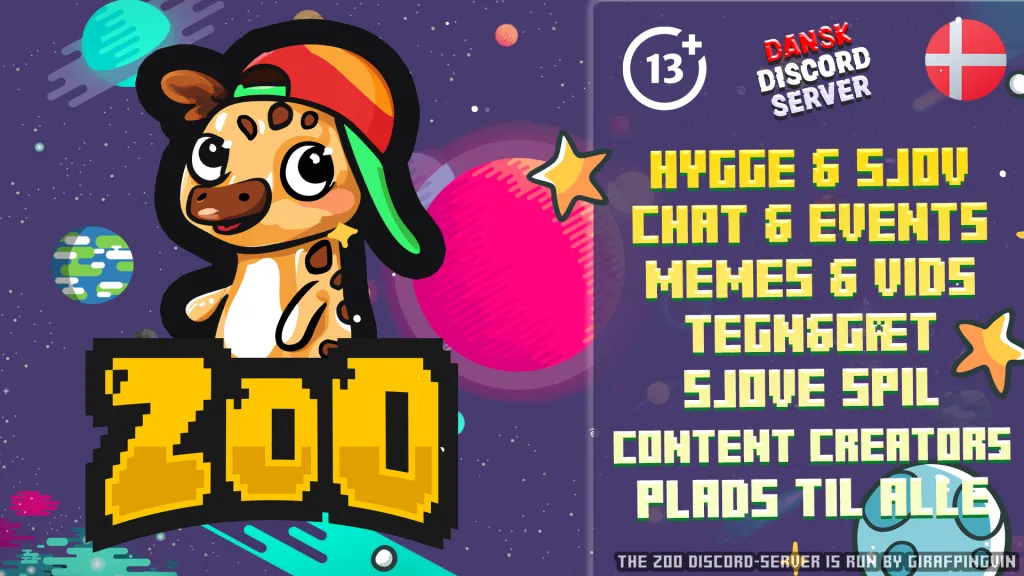 ZOO
13+
DANSK
DISCORD
SERVER
HYGGE & SJOV
CHAT & EVENTS
MEMES & VIDS
TEGN&GÆT
SJOVE SPIL
CONTENT CREATORS
PLADS TIL ALLE
THE ZOO DISCORD-SERVER IS RUN BY GIRAFPINGVIN